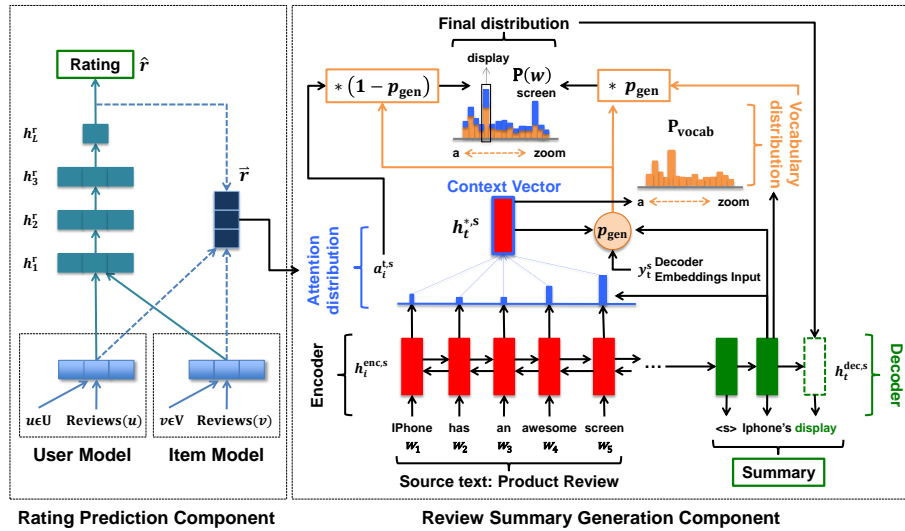 Rating
r̂
h_L^r
h_3^r
h_2^r
h_1^r
r⃗
uϵU
Reviews(u)
vϵV
Reviews(v)
User Model
Item Model
Rating Prediction Component
Final distribution
display
* (1 − p_gen)
P(w)
screen
* p_gen
a
zoom
P_vocab
a
zoom
Vocabulary
distribution
Context Vector
h_t^{*,s}
p_gen
Attention
distribution
a_i^{t,s}
y_t^s Decoder
Embeddings Input
Encoder
h_i^{enc,s}
...
h_t^{dec,s}
Decoder
IPhone has an awesome screen
w_1 w_2 w_3 w_4 w_5
<s> Iphone's display
Source text: Product Review
Summary
Review Summary Generation Component